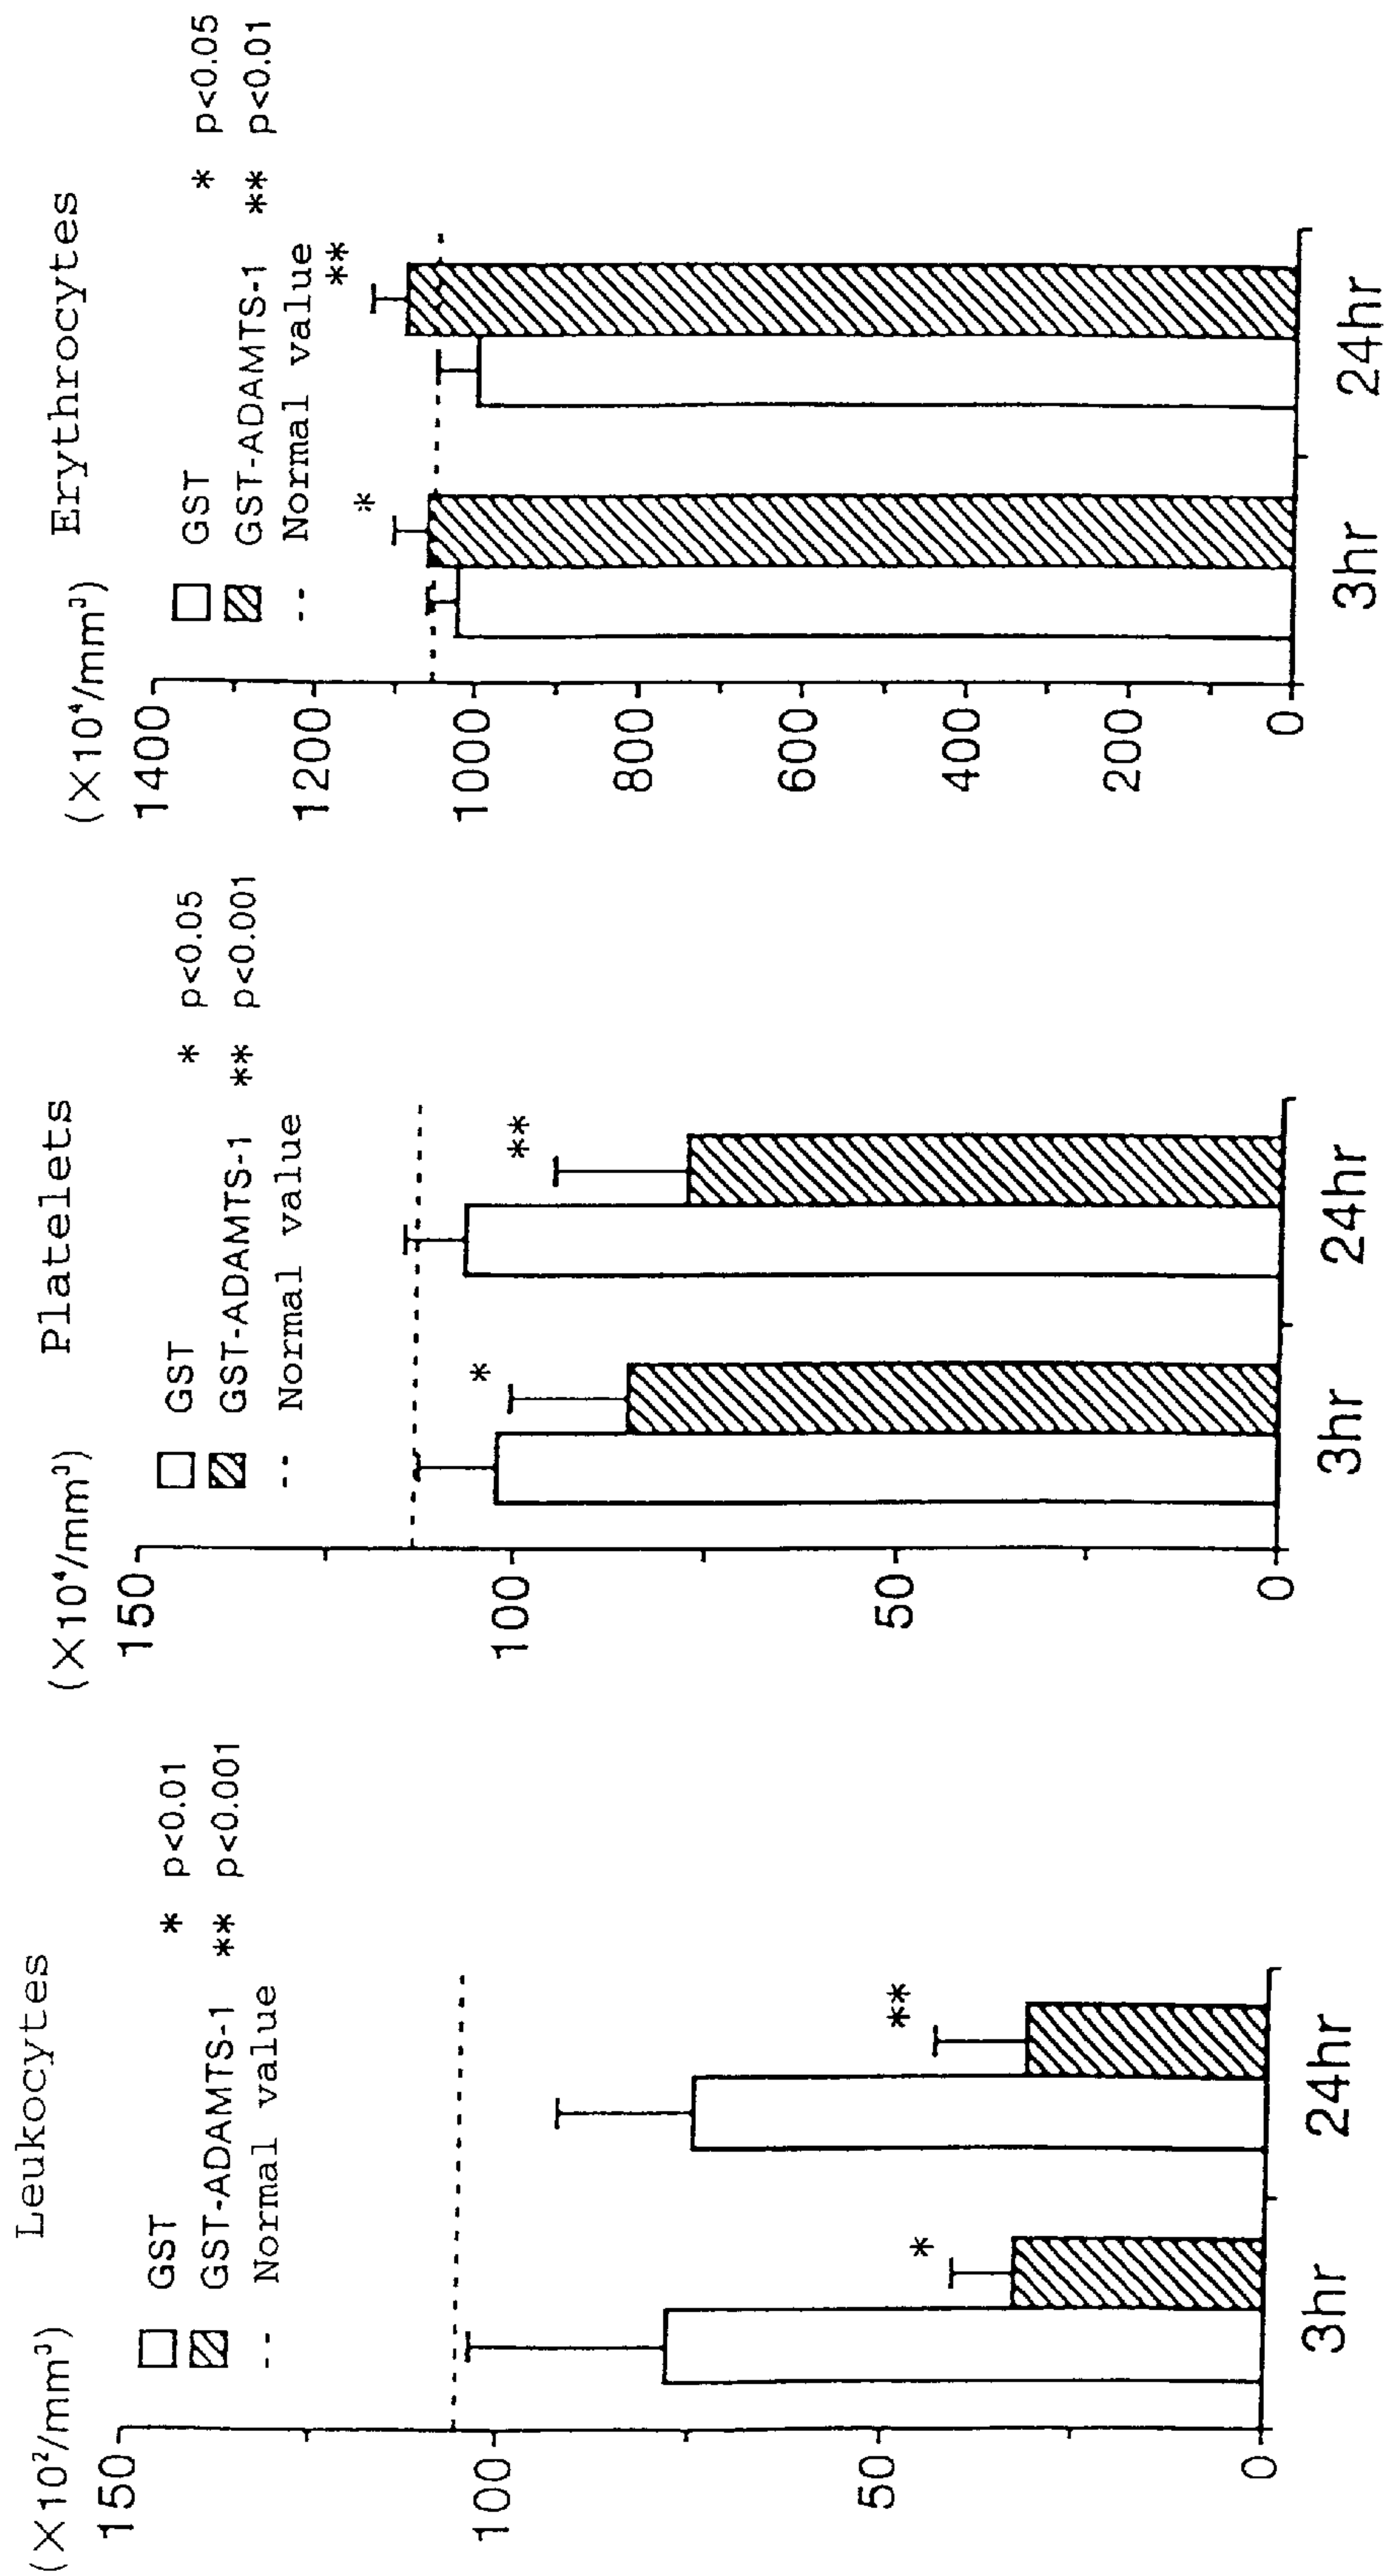 Leukocytes
(X10²/mm³)
GST
GST-ADAMTS-1
-- Normal value
* p<0.01
** p<0.001
150
100
50
0
*
**
3hr
24hr
Platelets
(X10⁴/mm³)
GST
GST-ADAMTS-1
-- Normal value
* p<0.05
** p<0.001
150
100
50
0
*
**
3hr
24hr
Erythrocytes
(X10⁴/mm³)
GST
GST-ADAMTS-1
-- Normal value
* p<0.05
** p<0.01
1400
1200
1000
800
600
400
200
0
*
**
3hr
24hr